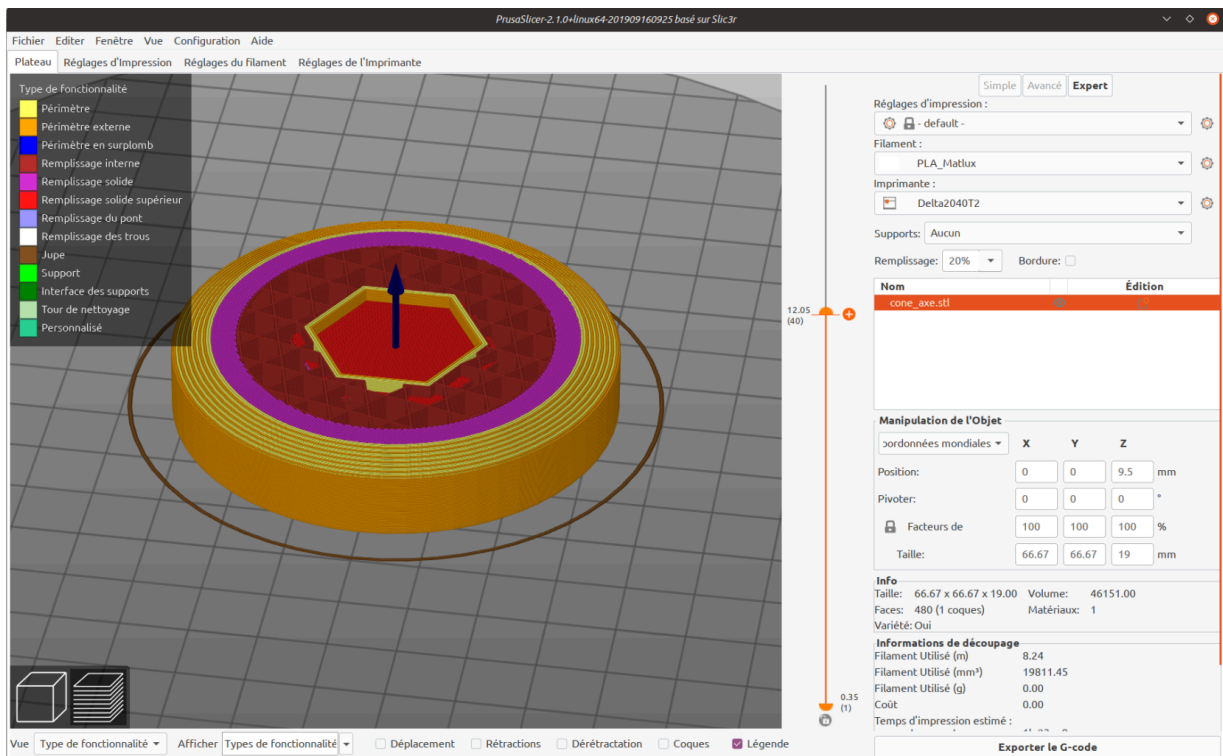 PrusaSlicer-2.1.0+linux64-201909160925 basé sur Slic3r
Fichier Editer Fenêtre Vue Configuration Aide
Plateau Réglages d'Impression Réglages du filament Réglages de l'Imprimante
Type de fonctionnalité
Périmètre
Périmètre externe
Périmètre en surplomb
Remplissage interne
Remplissage solide
Remplissage solide supérieur
Remplissage du pont
Remplissage des trous
Jupe
Support
Interface des supports
Tour de nettoyage
Personnalisé
12.05
(40)
0.35
(1)
Simple Avancé Expert
Réglages d'impression :
- default -
Filament :
PLA_Matlux
Imprimante :
Delta2040T2
Supports: Aucun
Remplissage: 20% Bordure:
Nom Édition
cone_axe.stl
Manipulation de l'Objet
ordonnées mondiales X Y Z
Position: 0 0 9.5 mm
Pivoter: 0 0 0 °
Facteurs de 100 100 100 %
Taille: 66.67 66.67 19 mm
Info
Taille: 66.67 x 66.67 x 19.00 Volume: 46151.00
Faces: 480 (1 coques) Matériaux: 1
Variété: Oui
Informations de découpage
Filament Utilisé (m) 8.24
Filament Utilisé (mm³) 19811.45
Filament Utilisé (g) 0.00
Coût 0.00
Temps d'impression estimé :
Vue Type de fonctionnalité Afficher Types de fonctionnalité Déplacement Rétractions Dérétractation Coques Légende
Exporter le G-code